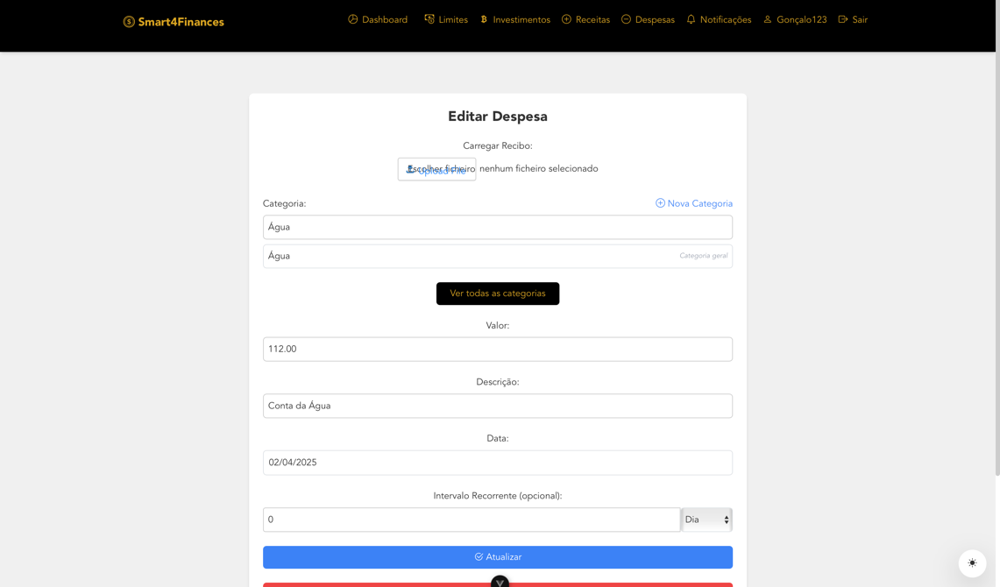 Smart4Finances Dashboard Limites Investimentos Receitas Despesas Notificações Gonçalo123 Sair
Editar Despesa
Carregar Recibo:
Escolher ficheiro nenhum ficheiro selecionado
Upload File
Categoria: Nova Categoria
Água
Água Categoria geral
Ver todas as categorias
Valor:
112.00
Descrição:
Conta da Água
Data:
02/04/2025
Intervalo Recorrente (opcional):
0 Dia
Atualizar